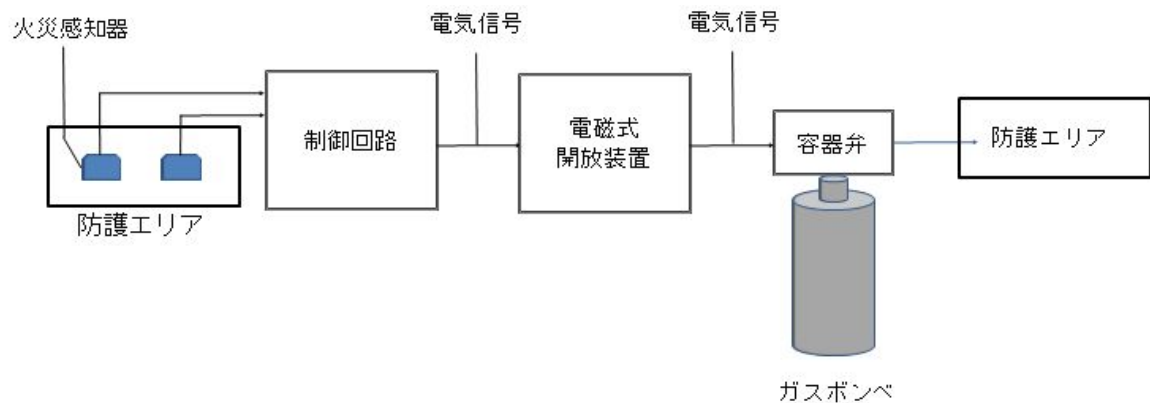 火災感知器
電気信号
電気信号
制御回路
電磁式
開放装置
容器弁
防護エリア
防護エリア
ガスボンベ